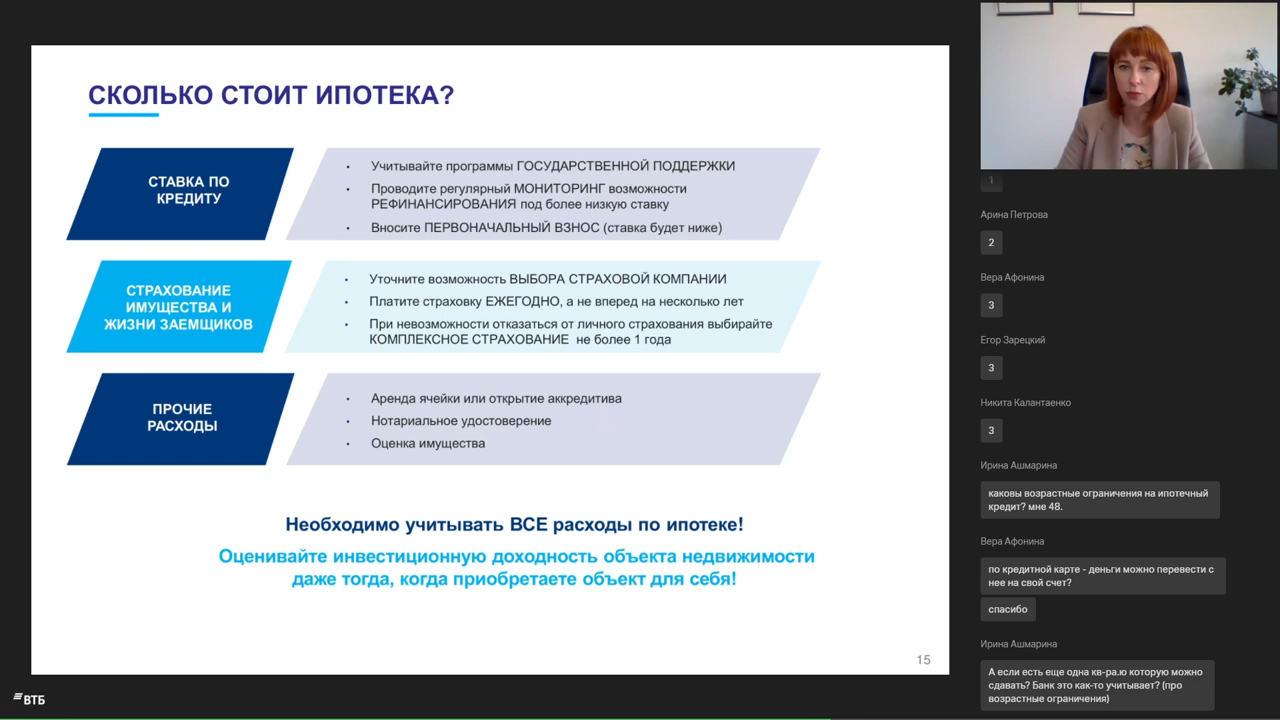 СКОЛЬКО СТОИТ ИПОТЕКА?
СТАВКА ПО
КРЕДИТУ
• Учитывайте программы ГОСУДАРСТВЕННОЙ ПОДДЕРЖКИ
• Проводите регулярный МОНИТОРИНГ возможности
РЕФИНАНСИРОВАНИЯ под более низкую ставку
• Вносите ПЕРВОНАЧАЛЬНЫЙ ВЗНОС (ставка будет ниже)
СТРАХОВАНИЕ
ИМУЩЕСТВА И
ЖИЗНИ ЗАЕМЩИКОВ
• Уточните возможность ВЫБОРА СТРАХОВОЙ КОМПАНИИ
• Платите страховку ЕЖЕГОДНО, а не вперед на несколько лет
• При невозможности отказаться от личного страхования выбирайте
КОМПЛЕКСНОЕ СТРАХОВАНИЕ не более 1 года
ПРОЧИЕ
РАСХОДЫ
• Аренда ячейки или открытие аккредитива
• Нотариальное удостоверение
• Оценка имущества
Необходимо учитывать ВСЕ расходы по ипотеке!
Оценивайте инвестиционную доходность объекта недвижимости
даже тогда, когда приобретаете объект для себя!
15
ВТБ
1
Арина Петрова
2
Вера Афонина
3
Егор Зарецкий
3
Никита Калантаенко
3
Ирина Ашмарина
каковы возрастные ограничения на ипотечный
кредит? мне 48.
Вера Афонина
по кредитной карте - деньги можно перевести с
нее на свой счет?
спасибо
Ирина Ашмарина
А если есть еще одна кв-ра.ю которую можно
сдавать? Банк это как-то учитывает? (про
возрастные ограничения)